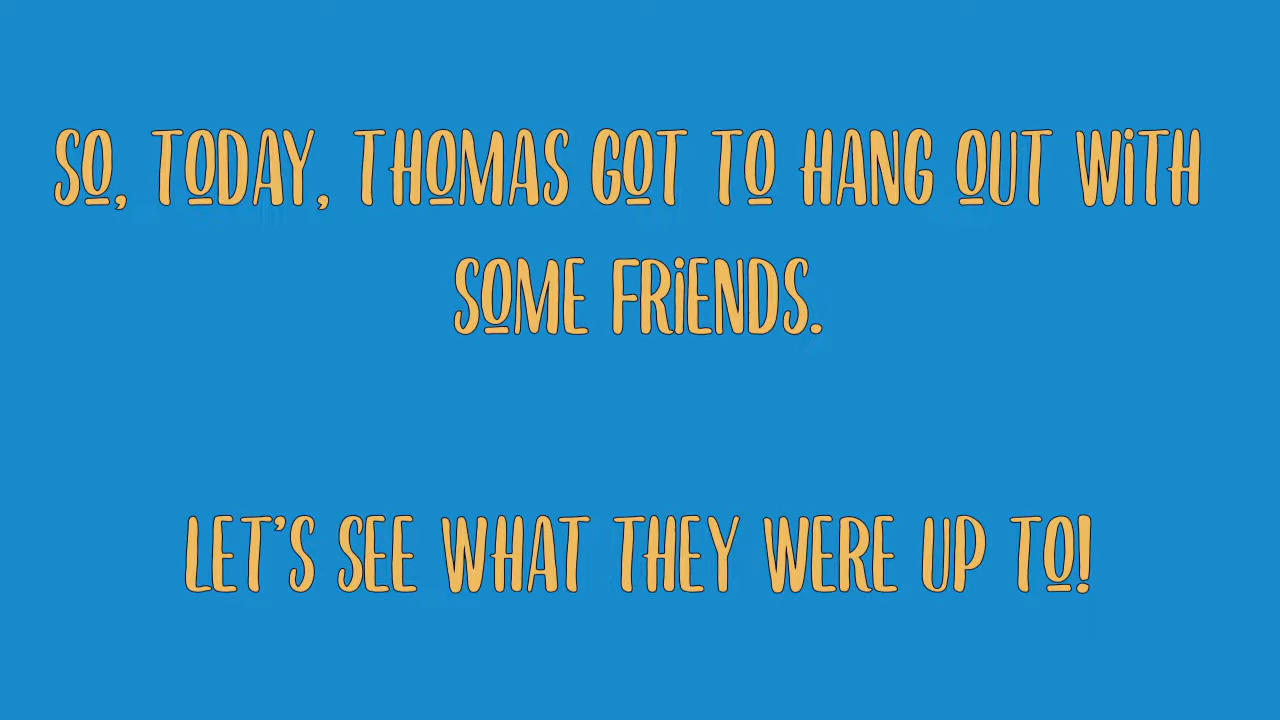 SO, TODAY, THOMAS GOT TO HANG OUT WITH
SOME FRIENDS.
LET'S SEE WHAT THEY WERE UP TO!